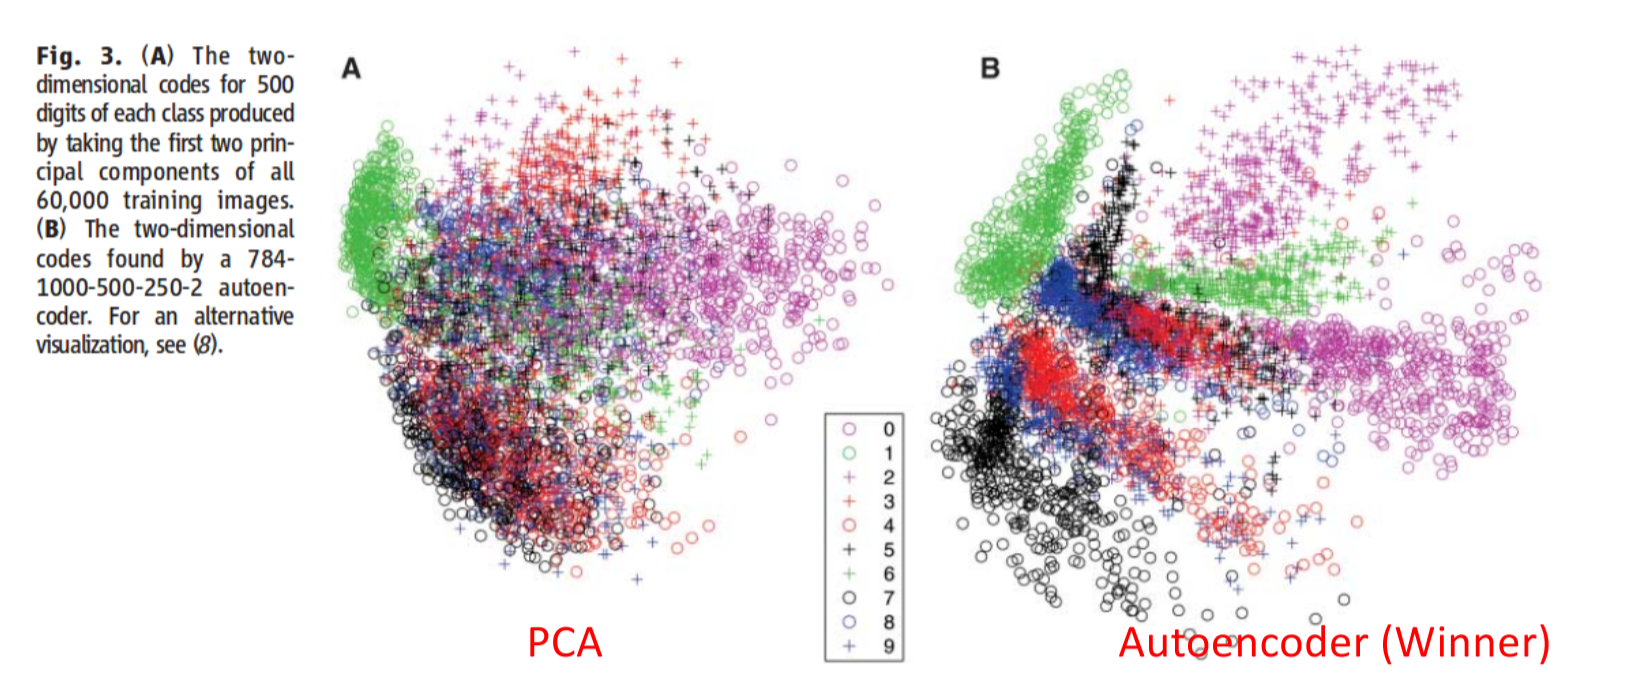 Fig. 3. (A) The two-
dimensional codes for 500
digits of each class produced
by taking the first two prin-
cipal components of all
60,000 training images.
(B) The two-dimensional
codes found by a 784-
1000-500-250-2 autoen-
coder. For an alternative
visualization, see (8).
A
B
0
1
2
3
4
5
6
7
8
9
PCA
Autoencoder (Winner)